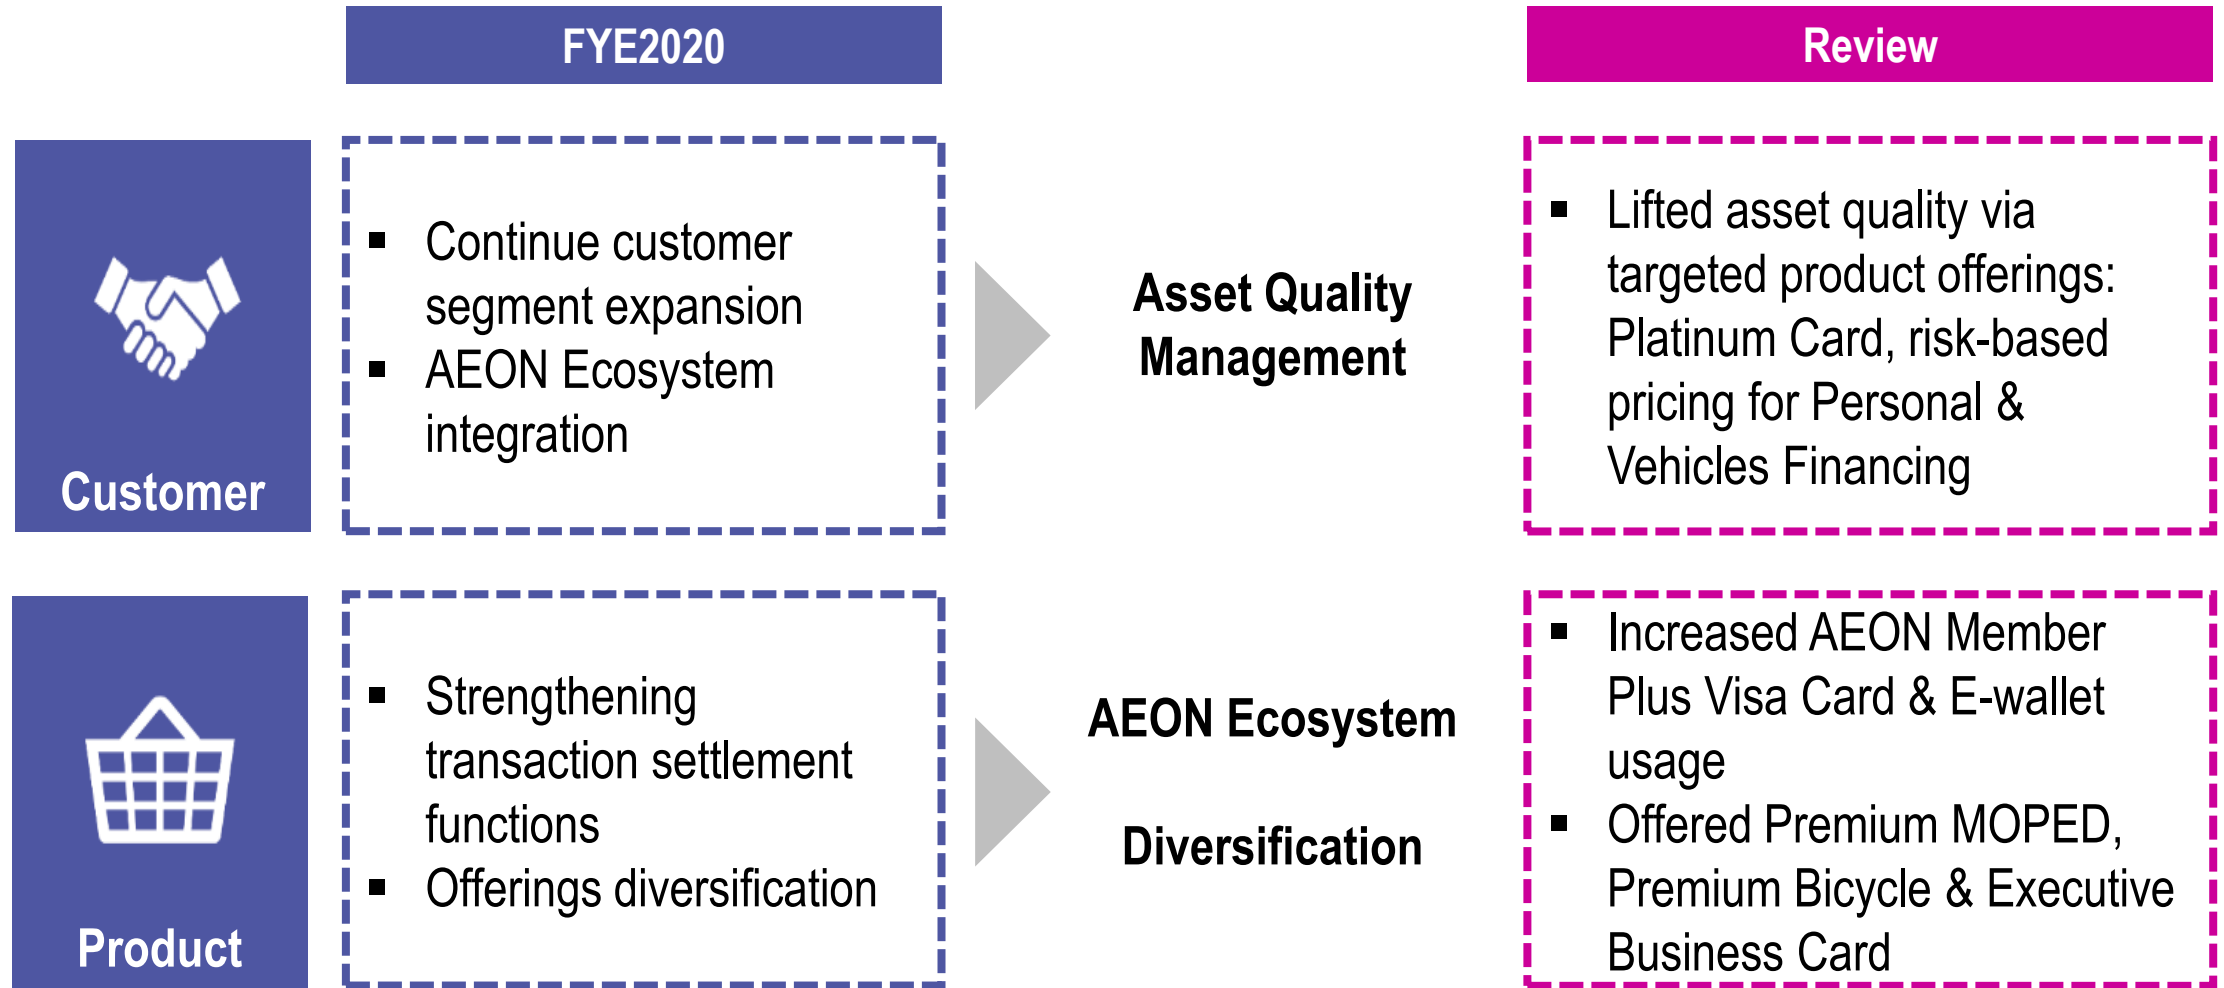 FYE2020
Review
Customer
▪ Continue customer
segment expansion
▪ AEON Ecosystem
integration
Asset Quality
Management
▪ Lifted asset quality via
targeted product offerings:
Platinum Card, risk-based
pricing for Personal &
Vehicles Financing
Product
▪ Strengthening
transaction settlement
functions
▪ Offerings diversification
AEON Ecosystem
Diversification
▪ Increased AEON Member
Plus Visa Card & E-wallet
usage
▪ Offered Premium MOPED,
Premium Bicycle & Executive
Business Card